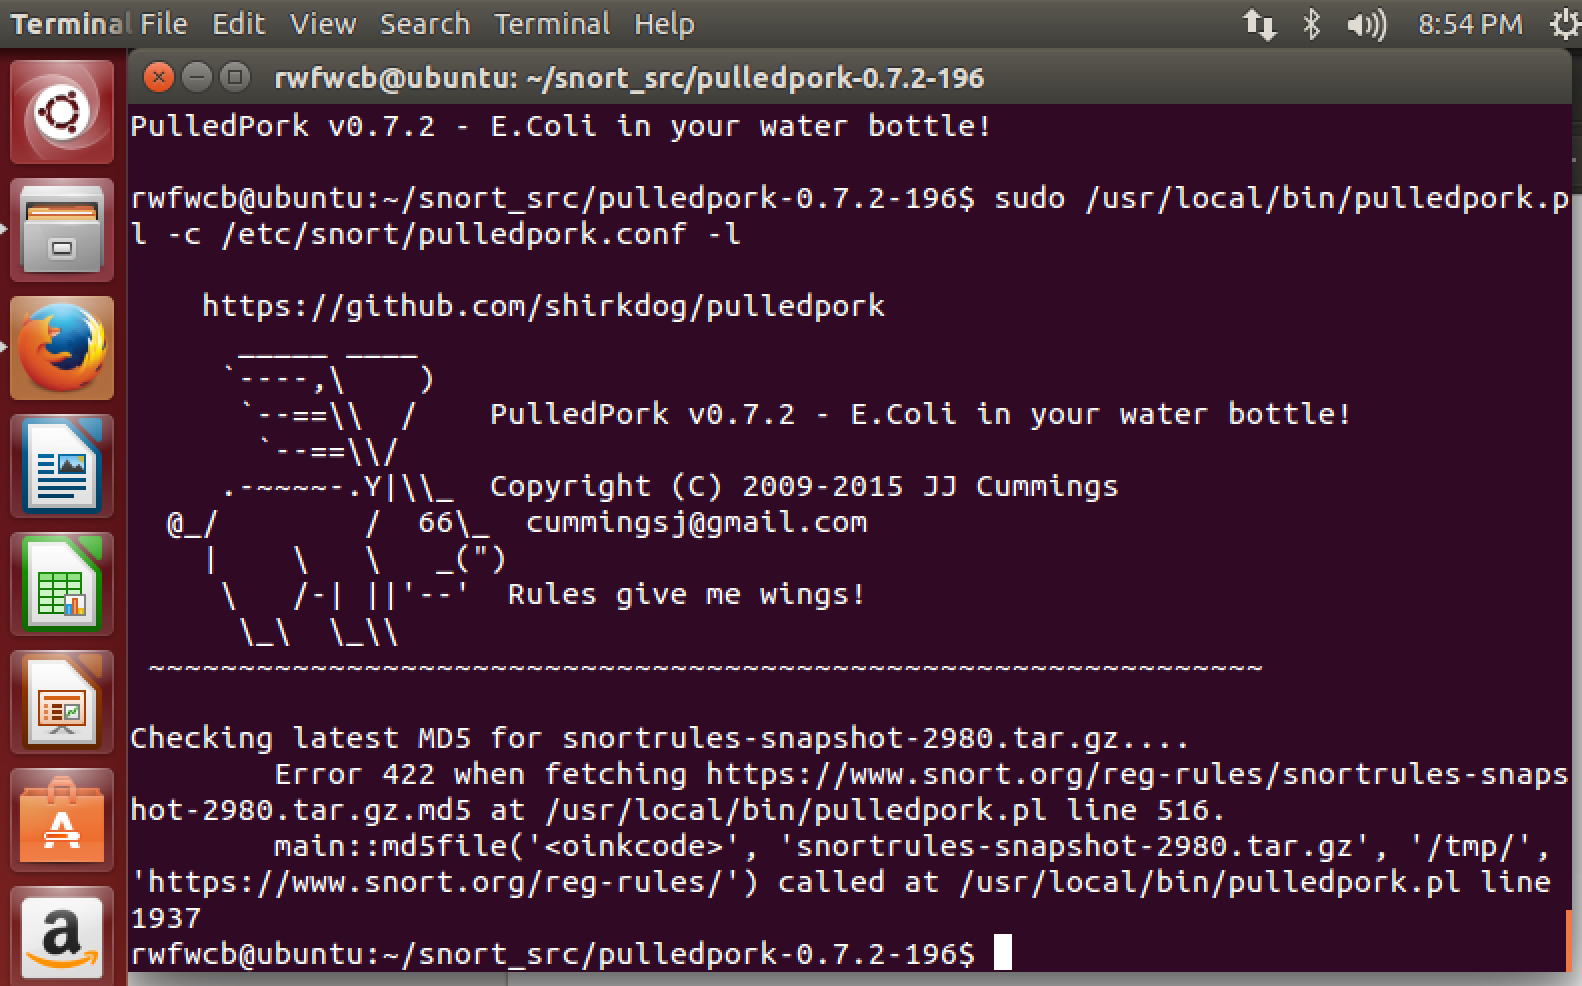 Terminal File Edit View Search Terminal Help 8:54 PM
rwfwcb@ubuntu: ~/snort_src/pulledpork-0.7.2-196
PulledPork v0.7.2 - E.Coli in your water bottle!
rwfwcb@ubuntu:~/snort_src/pulledpork-0.7.2-196$ sudo /usr/local/bin/pulledpork.p
l -c /etc/snort/pulledpork.conf -l
    https://github.com/shirkdog/pulledpork
      _____ ____
     `----,\    )
      `--==\\  /    PulledPork v0.7.2 - E.Coli in your water bottle!
       `--==\\/
     .-~~~~-.Y|\\_  Copyright (C) 2009-2015 JJ Cummings
  @_/        /  66\_  cummingsj@gmail.com
    |    \   \   _(")
     \   /-| ||'--'  Rules give me wings!
      \_\  \_\\
 ~~~~~~~~~~~~~~~~~~~~~~~~~~~~~~~~~~~~~~~~~~~~~~~~~~~~~~~~~~~~~~
Checking latest MD5 for snortrules-snapshot-2980.tar.gz....
        Error 422 when fetching https://www.snort.org/reg-rules/snortrules-snaps
hot-2980.tar.gz.md5 at /usr/local/bin/pulledpork.pl line 516.
        main::md5file('<oinkcode>', 'snortrules-snapshot-2980.tar.gz', '/tmp/',
'https://www.snort.org/reg-rules/') called at /usr/local/bin/pulledpork.pl line
1937
rwfwcb@ubuntu:~/snort_src/pulledpork-0.7.2-196$